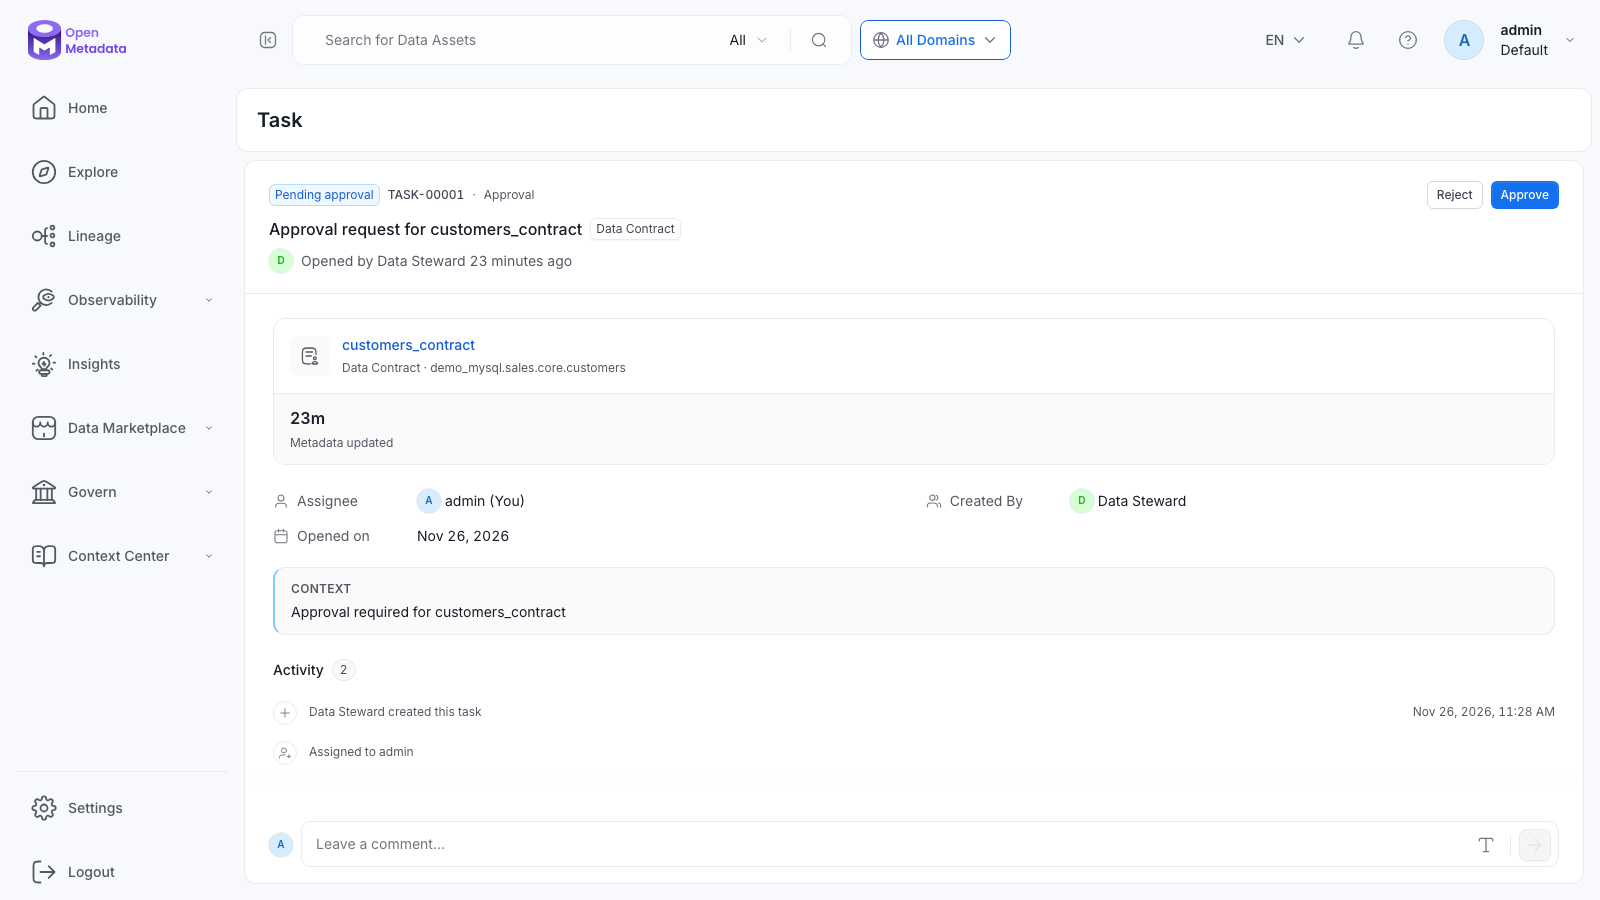 Open
Metadata
Search for Data Assets
All
All Domains
EN
A
admin
Default
Home
Explore
Lineage
Observability
Insights
Data Marketplace
Govern
Context Center
Settings
Logout
Task
Pending approval TASK-00001 · Approval
Reject
Approve
Approval request for customers_contract Data Contract
D Opened by Data Steward 23 minutes ago
customers_contract
Data Contract · demo_mysql.sales.core.customers
23m
Metadata updated
Assignee A admin (You)
Created By D Data Steward
Opened on Nov 26, 2026
CONTEXT
Approval required for customers_contract
Activity 2
Data Steward created this task Nov 26, 2026, 11:28 AM
Assigned to admin
A Leave a comment...